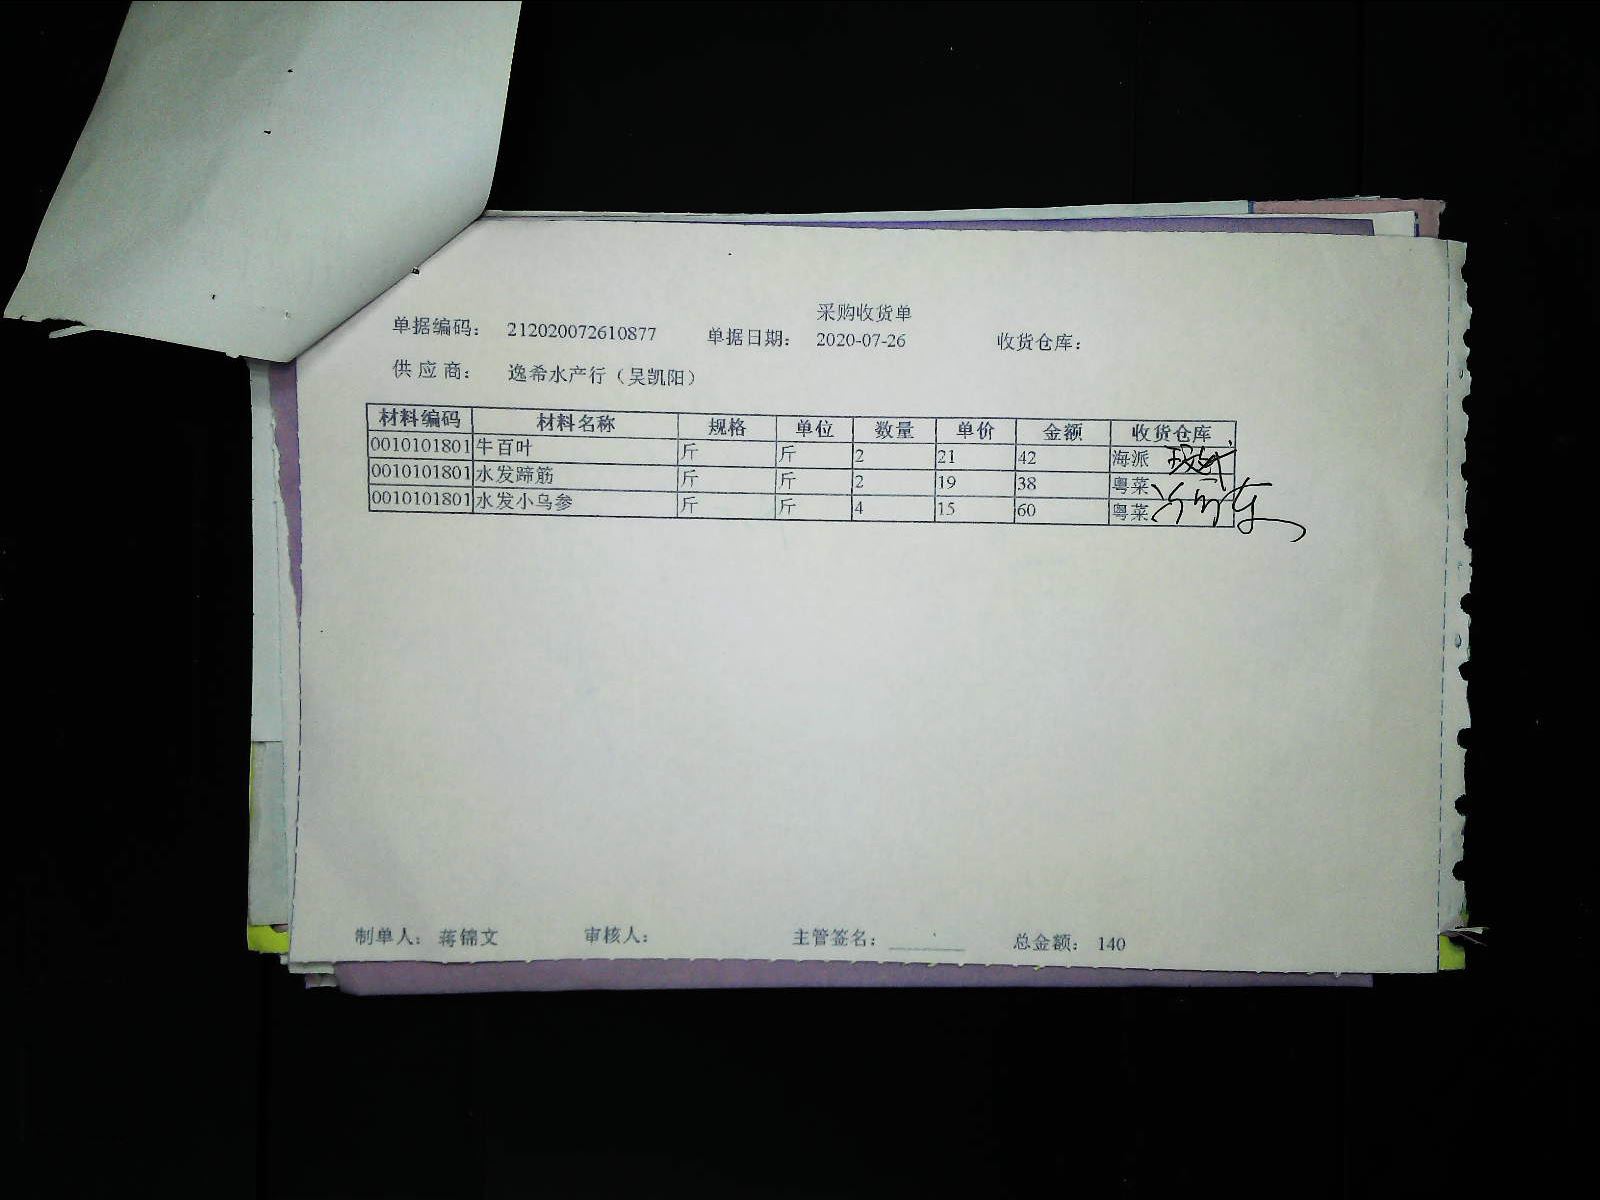 采购收货单
单据编码： 212020072610877 单据日期： 2020-07-26 收货仓库：
供 应 商： 逸希水产行（吴凯阳）
材料编码 材料名称 规格 单位 数量 单价 金额 收货仓库
0010101801 牛百叶 斤 斤 2 21 42 海派
0010101801 水发蹄筋 斤 斤 2 19 38 粤菜
0010101801 水发小乌参 斤 斤 4 15 60 粤菜
制单人： 蒋锦文 审核人： 主管签名： 总金额： 140